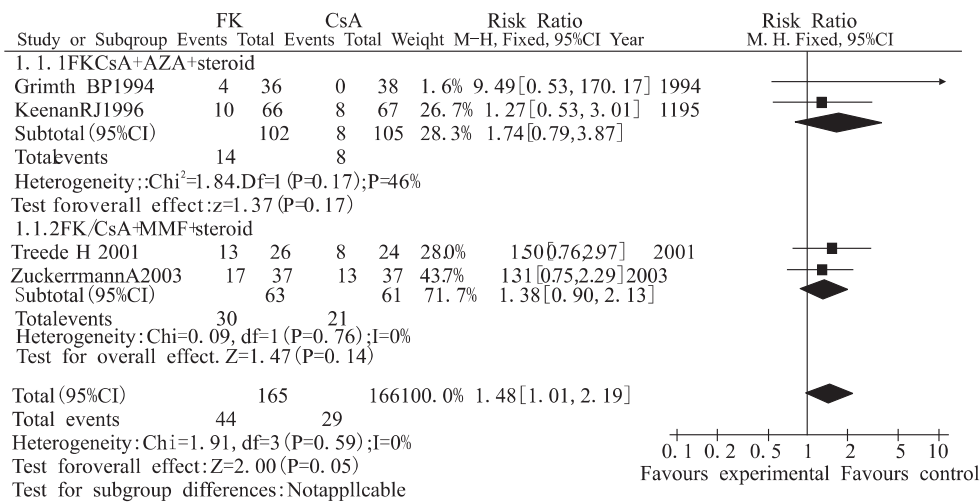 FK CsA Risk Ratio Risk Ratio
Study or Subqroup Events Total Events Total Weiqht M-H, Fixed, 95%CI Year M. H. Fixed, 95%CI
1. 1. 1FKCsA+AZA+steroid
Grimth BP1994 4 36 0 38 1.6% 9.49[0.53, 170.17] 1994
KeenanRJ1996 10 66 8 67 26.7% 1.27[0.53, 3.01] 1195
Subtotal(95%CI) 102 8 105 28.3% 1.74[0.79,3.87]
Totalevents 14 8
Heterogeneity;:Chi²=1.84.Df=1(P=0.17);P=46%
Test foroverall effect:z=1.37(P=0.17)
1.1.2FK/CsA+MMF+steroid
Treede H 2001 13 26 8 24 28.0% 150[0.76,2.97] 2001
ZuckerrmannA2003 17 37 13 37 43.7% 131[0.75,2.29]2003
Subtotal(95%CI) 63 61 71.7% 1.38[0.90, 2.13]
Totalevents 30 21
Heterogeneity:Chi=0.09, df=1(P=0.76);I=0%
Test for overall effect. Z=1.47(P=0.14)
Total(95%CI) 165 166100.0% 1.48[1.01, 2.19]
Total events 44 29
Heterogeneity:Chi=1.91, df=3(P=0.59);I=0%
Test foroverall effect:Z=2.00(P=0.05)
Test for subgroup differences:Notappllcable
0.1 0.2 0.5 1 2 5 10
Favours experimental Favours control